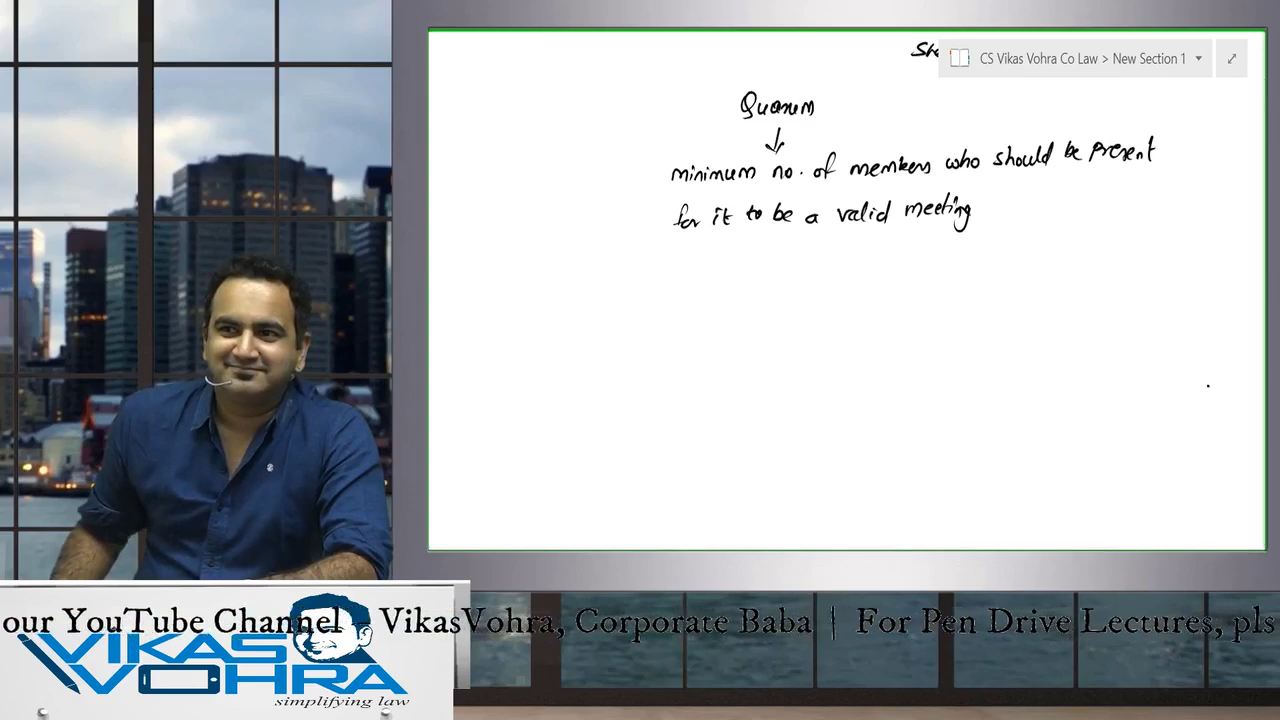 CS Vikas Vohra Co Law > New Section 1
Quorum
minimum no. of members who should be present
for it to be a valid meeting
our YouTube Channel - VikasVohra, Corporate Baba | For Pen Drive Lectures, pls
VIKAS
VOHRA
simplifying law